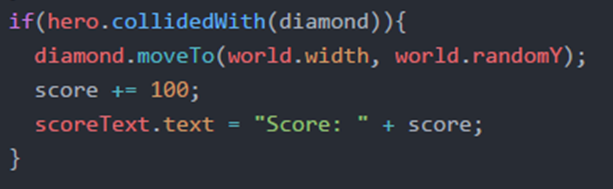 if(hero.collidedWith(diamond)){
  diamond.moveTo(world.width, world.randomY);
  score += 100;
  scoreText.text = "Score: " + score;
}